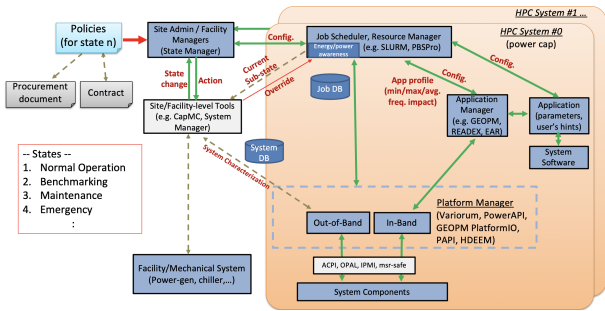 HPC System #1 ...
HPC System #0
(power cap)
Policies
(for state n)
Site Admin / Facility
Managers
(State Manager)
Config.
Job Scheduler, Resource Manager
(e.g. SLURM, PBSPro)
Energy/power
awareness
Procurement
document
Contract
State
change
Action
Current
Sub-state
Override
Job DB
App profile
(min/max/avg.
freq. impact)
Config.
Config.
Site/Facility-level Tools
(e.g. CapMC, System
Manager)
Application
Manager
(e.g. GEOPM,
READEX, EAR)
Application
(parameters,
user's hints)
System
Software
System
DB
System Characterization
-- States --
1. Normal Operation
2. Benchmarking
3. Maintenance
4. Emergency
:
Out-of-Band
In-Band
Platform Manager
(Variorum, PowerAPI,
GEOPM PlatformIO,
PAPI, HDEEM)
Facility/Mechanical System
(Power-gen, chiller,...)
ACPI, OPAL, IPMI, msr-safe
System Components